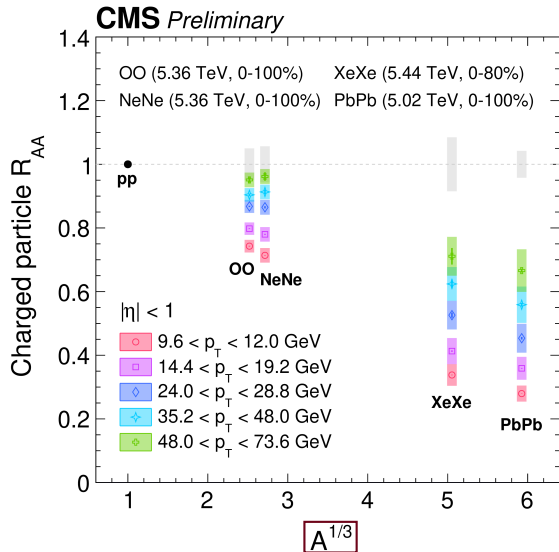 CMS Preliminary
OO (5.36 TeV, 0-100%) XeXe (5.44 TeV, 0-80%)
NeNe (5.36 TeV, 0-100%) PbPb (5.02 TeV, 0-100%)
Charged particle R_AA
1.4
1.2
1
0.8
0.6
0.4
0.2
0
pp
OO
NeNe
XeXe
PbPb
|η| < 1
9.6 < p_T < 12.0 GeV
14.4 < p_T < 19.2 GeV
24.0 < p_T < 28.8 GeV
35.2 < p_T < 48.0 GeV
48.0 < p_T < 73.6 GeV
1 2 3 4 5 6
A^1/3